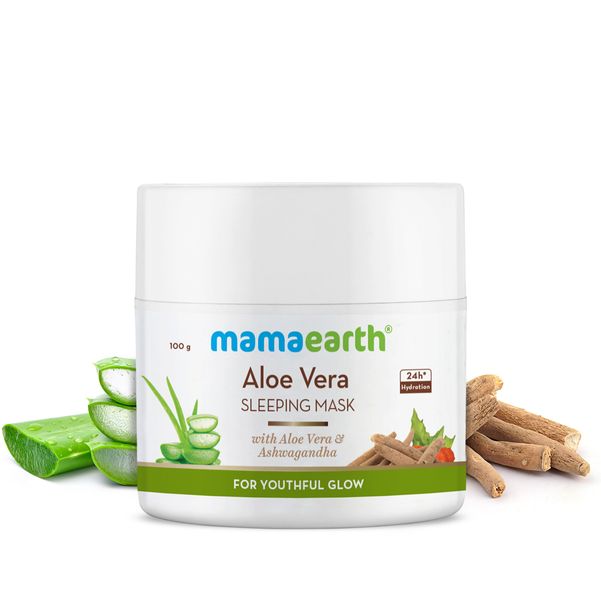 100 g
mamaearth®
Aloe Vera
SLEEPING MASK
24h*
Hydration
with Aloe Vera &
Ashwagandha
FOR YOUTHFUL GLOW